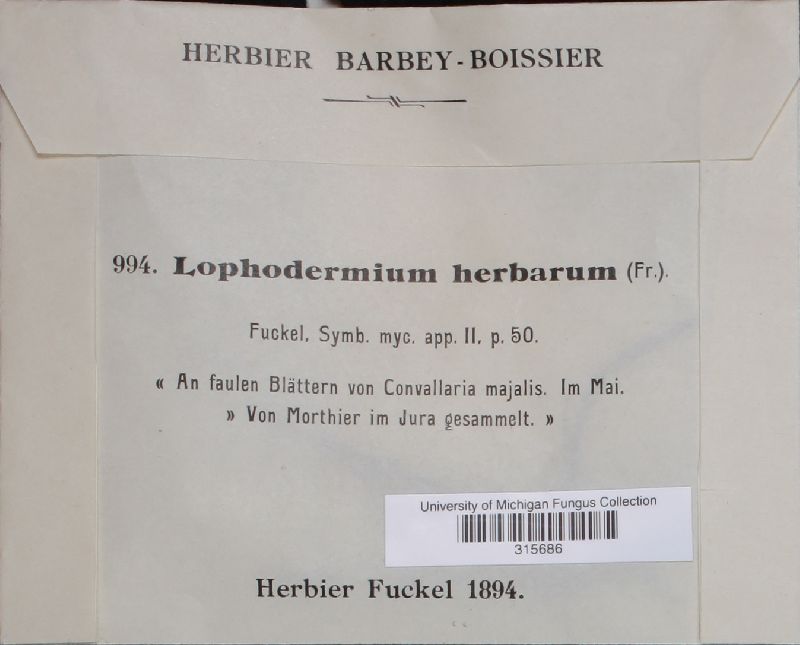 HERBIER BARBEY-BOISSIER
994. Lophodermium herbarum (Fr.).
Fuckel, Symb. myc. app. II, p. 50.
« An faulen Blättern von Convallaria majalis. Im Mai.
» Von Morthier im Jura gesammelt. »
University of Michigan Fungus Collection
315686
Herbier Fuckel 1894.